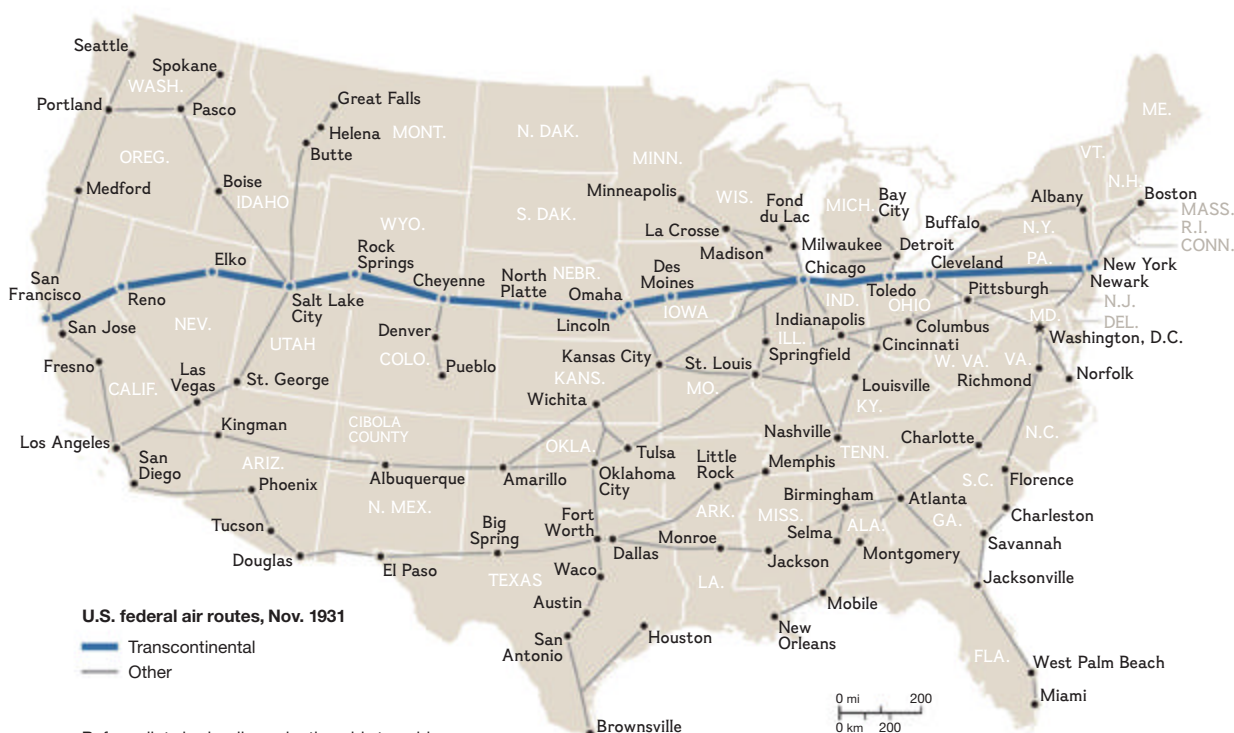 Seattle
Spokane
WASH.
Portland
Pasco
Great Falls
Helena
MONT.
Butte
N. DAK.
OREG.
MINN.
ME.
VT.
N.H.
Medford
Boise
IDAHO
Minneapolis
WIS.
Fond
du Lac
MICH.
Bay
City
Albany
Boston
MASS.
R.I.
CONN.
WYO.
S. DAK.
La Crosse
Madison
Milwaukee
Detroit
Buffalo
N.Y.
San
Francisco
Reno
Elko
Salt Lake
City
Rock
Springs
Cheyenne
North
Platte
NEBR.
Omaha
Lincoln
Des
Moines
IOWA
Chicago
IND.
Toledo
OHIO
Cleveland
PA.
Pittsburgh
New York
Newark
N.J.
DEL.
MD.
Washington, D.C.
San Jose
Fresno
NEV.
UTAH
CALIF.
Las
Vegas
St. George
Denver
COLO.
Pueblo
Kansas City
KANS.
Wichita
St. Louis
MO.
ILL.
Springfield
Indianapolis
Columbus
Cincinnati
Louisville
KY.
W. VA.
VA.
Richmond
Norfolk
Los Angeles
San
Diego
Kingman
ARIZ.
Phoenix
Tucson
Douglas
CIBOLA
COUNTY
Albuquerque
N. MEX.
El Paso
Amarillo
OKLA.
Tulsa
Oklahoma
City
Little
Rock
ARK.
Memphis
Nashville
TENN.
Charlotte
N.C.
S.C.
Florence
Charleston
Savannah
Jacksonville
Birmingham
MISS.
Selma
ALA.
Atlanta
GA.
Montgomery
Big
Spring
Fort
Worth
Dallas
Monroe
Jackson
LA.
TEXAS
Waco
Austin
San
Antonio
Houston
Brownsville
New
Orleans
Mobile
FLA.
West Palm Beach
Miami
U.S. federal air routes, Nov. 1931
Transcontinental
Other
0 mi 200
0 km 200